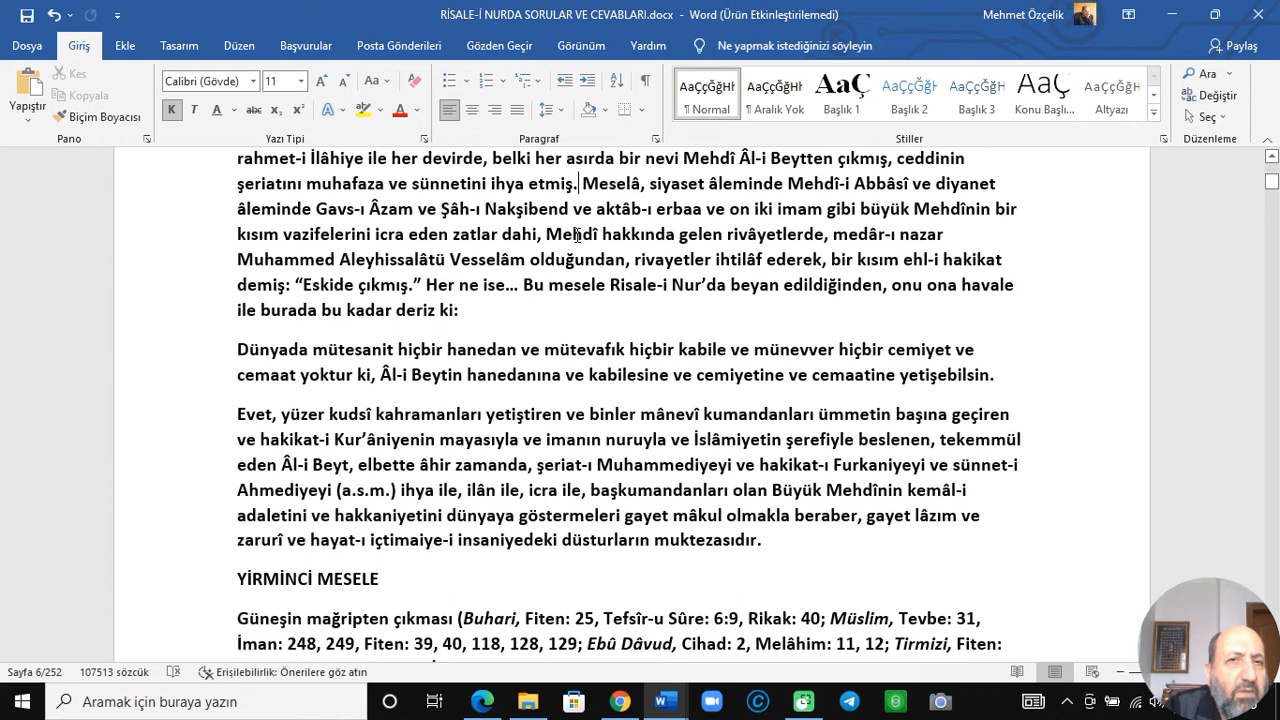 RİSALE-İ NURDA SORULAR VE CEVABLARI.docx - Word (Ürün Etkinleştirilemedi)
Mehmet Özçelik
Dosya Giriş Ekle Tasarım Düzen Başvurular Posta Gönderileri Gözden Geçir Görünüm Yardım Ne yapmak istediğinizi söyleyin Paylaş
Yapıştır
Kes
Kopyala
Biçim Boyacısı
Calibri (Gövde) 11
AaÇçĞğHł AaÇçĞğHł AaÇ AaÇçĞğł AaÇçĞğH AaÇçĞ AaÇçĞğH
¶ Normal ¶ Aralık Yok Başlık 1 Başlık 2 Başlık 3 Konu Başlı... Altyazı
Ara
Değiştir
Seç
Pano Yazı Tipi Paragraf Stiller Düzenleme
rahmet-i İlâhiye ile her devirde, belki her asırda bir nevi Mehdî Âl-i Beytten çıkmış, ceddinin
şeriatını muhafaza ve sünnetini ihya etmiş. Meselâ, siyaset âleminde Mehdî-i Abbâsî ve diyanet
âleminde Gavs-ı Âzam ve Şâh-ı Nakşibend ve aktâb-ı erbaa ve on iki imam gibi büyük Mehdînin bir
kısım vazifelerini icra eden zatlar dahi, Mehdî hakkında gelen rivâyetlerde, medâr-ı nazar
Muhammed Aleyhissalâtü Vesselâm olduğundan, rivayetler ihtilâf ederek, bir kısım ehl-i hakikat
demiş: “Eskide çıkmış.” Her ne ise… Bu mesele Risale-i Nur’da beyan edildiğinden, onu ona havale
ile burada bu kadar deriz ki:
Dünyada mütesanit hiçbir hanedan ve mütevafık hiçbir kabile ve münevver hiçbir cemiyet ve
cemaat yoktur ki, Âl-i Beytin hanedanına ve kabilesine ve cemiyetine ve cemaatine yetişebilsin.
Evet, yüzer kudsî kahramanları yetiştiren ve binler mânevî kumandanları ümmetin başına geçiren
ve hakikat-i Kur’âniyenin mayasıyla ve imanın nuruyla ve İslâmiyetin şerefiyle beslenen, tekemmül
eden Âl-i Beyt, elbette âhir zamanda, şeriat-ı Muhammediyeyi ve hakikat-ı Furkaniyeyi ve sünnet-i
Ahmediyeyi (a.s.m.) ihya ile, ilân ile, icra ile, başkumandanları olan Büyük Mehdînin kemâl-i
adaletini ve hakkaniyetini dünyaya göstermeleri gayet mâkul olmakla beraber, gayet lâzım ve
zarurî ve hayat-ı içtimaiye-i insaniyedeki düsturların muktezasıdır.
YİRMİNCİ MESELE
Güneşin mağripten çıkması (Buhari, Fiten: 25, Tefsîr-u Sûre: 6:9, Rikak: 40; Müslim, Tevbe: 31,
İman: 248, 249, Fiten: 39, 40, 118, 128, 129; Ebû Dâvud, Cihad: 2, Melâhim: 11, 12; Tirmizi, Fiten:
Sayfa 6/252 107513 sözcük Erişilebilirlik: Önerilere göz atın
Aramak için buraya yazın